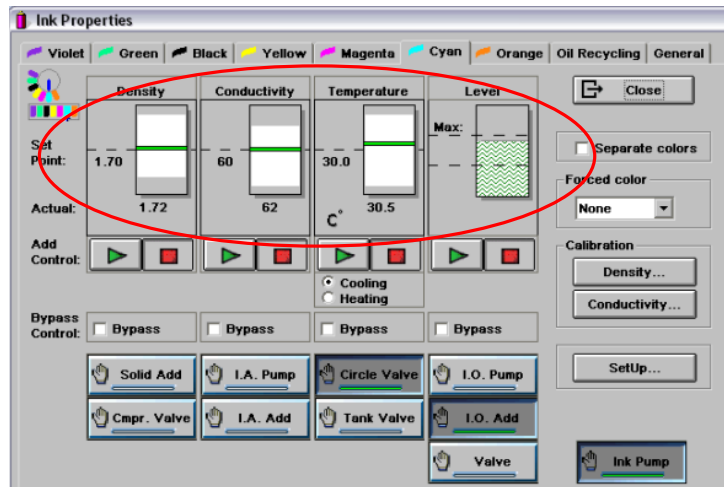 Ink Properties
Violet Green Black Yellow Magenta Cyan Orange Oil Recycling General
Density Conductivity Temperature Level
Close
Max:
Set
Point: 1.70 60 30.0
Separate colors
Forced color
Actual: 1.72 62 C° 30.5
None
Add
Control:
Calibration
Cooling
Heating
Density...
Conductivity...
Bypass
Control: Bypass Bypass Bypass Bypass
Solid Add I.A. Pump Circle Valve I.O. Pump
SetUp...
Cmpr. Valve I.A. Add Tank Valve I.O. Add
Valve Ink Pump